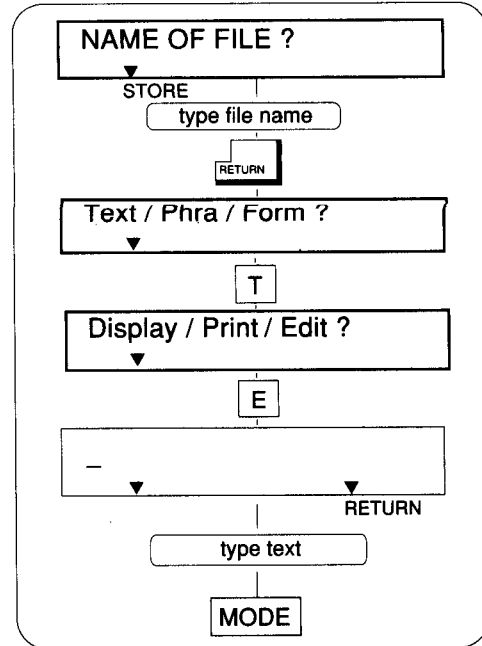 NAME OF FILE ?
STORE
type file name
RETURN
Text / Phra / Form ?
T
Display / Print / Edit ?
E
_
RETURN
type text
MODE